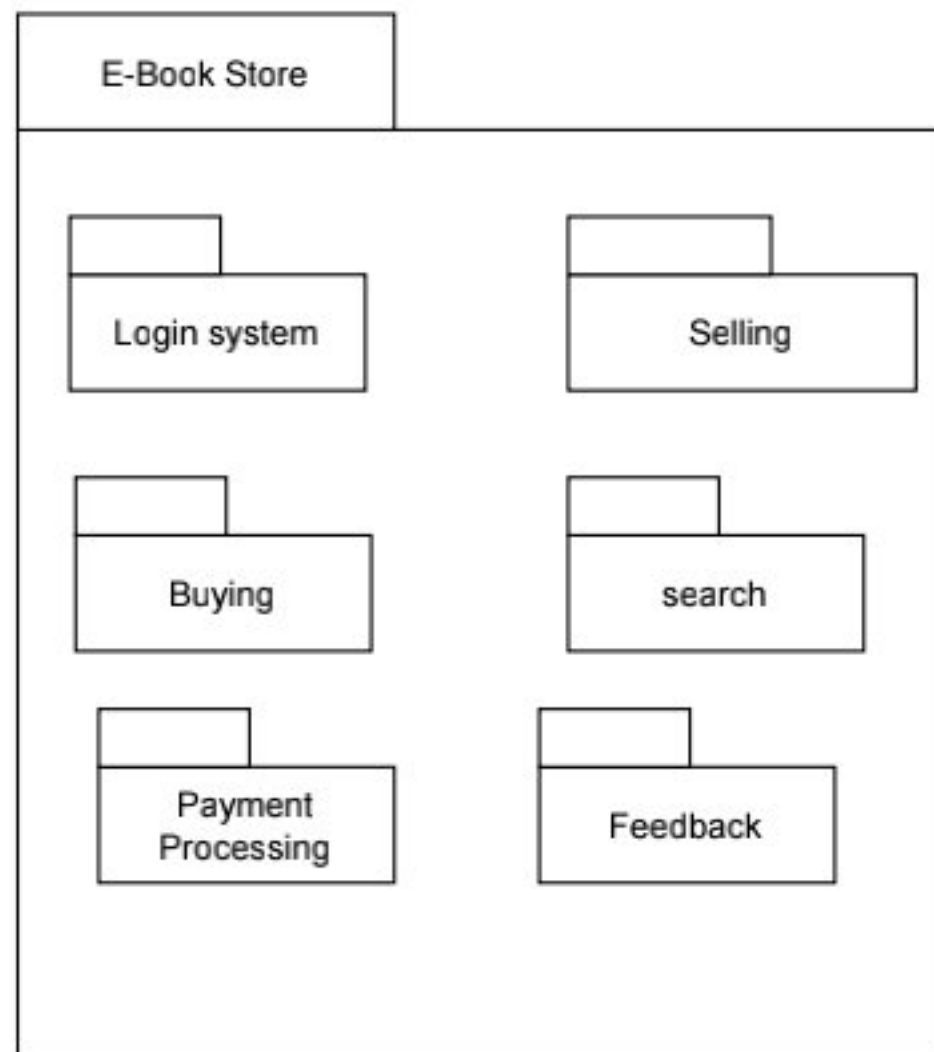 E-Book Store
Login system
Selling
Buying
search
Payment
Processing
Feedback